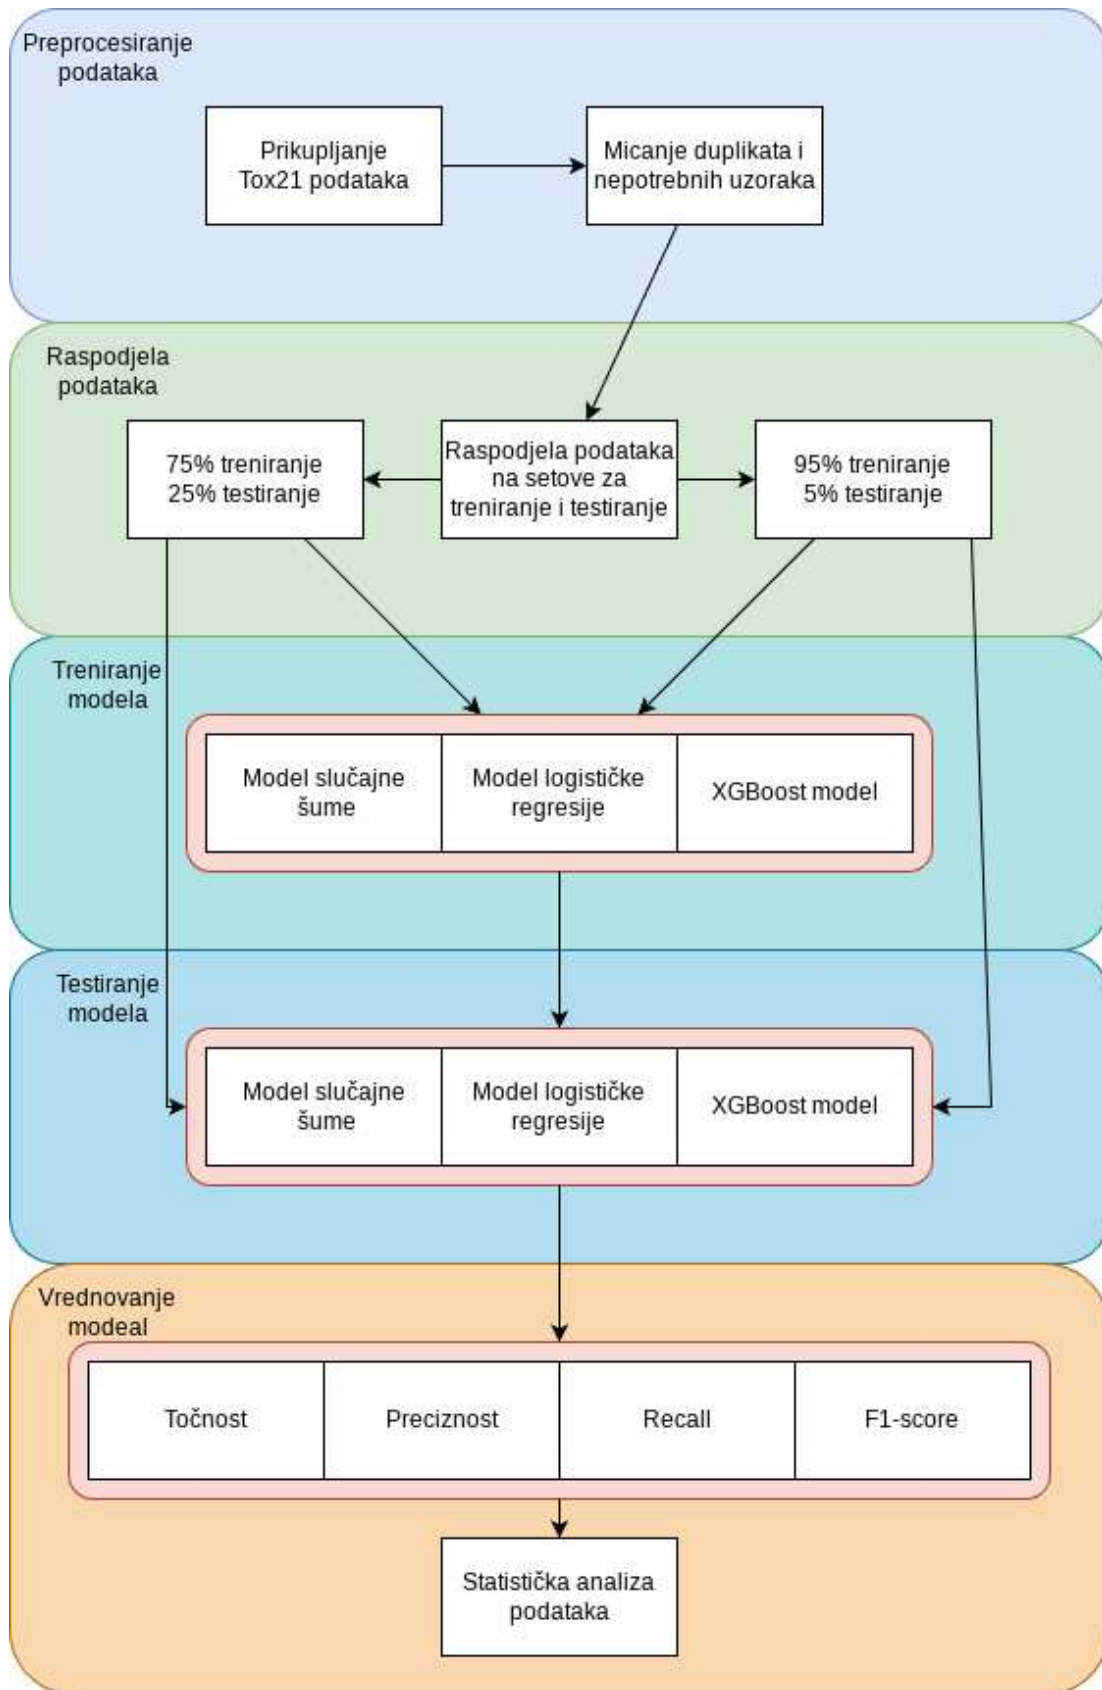 Preprocesiranje
podataka
Prikupljanje
Tox21 podataka
Micanje duplikata i
nepotrebnih uzoraka
Raspodjela
podataka
75% treniranje
25% testiranje
Raspodjela podataka
na setove za
treniranje i testiranje
95% treniranje
5% testiranje
Treniranje
modela
Model slučajne
šume
Model logističke
regresije
XGBoost model
Testiranje
modela
Model slučajne
šume
Model logističke
regresije
XGBoost model
Vrednovanje
modeal
Točnost
Preciznost
Recall
F1-score
Statistička analiza
podataka